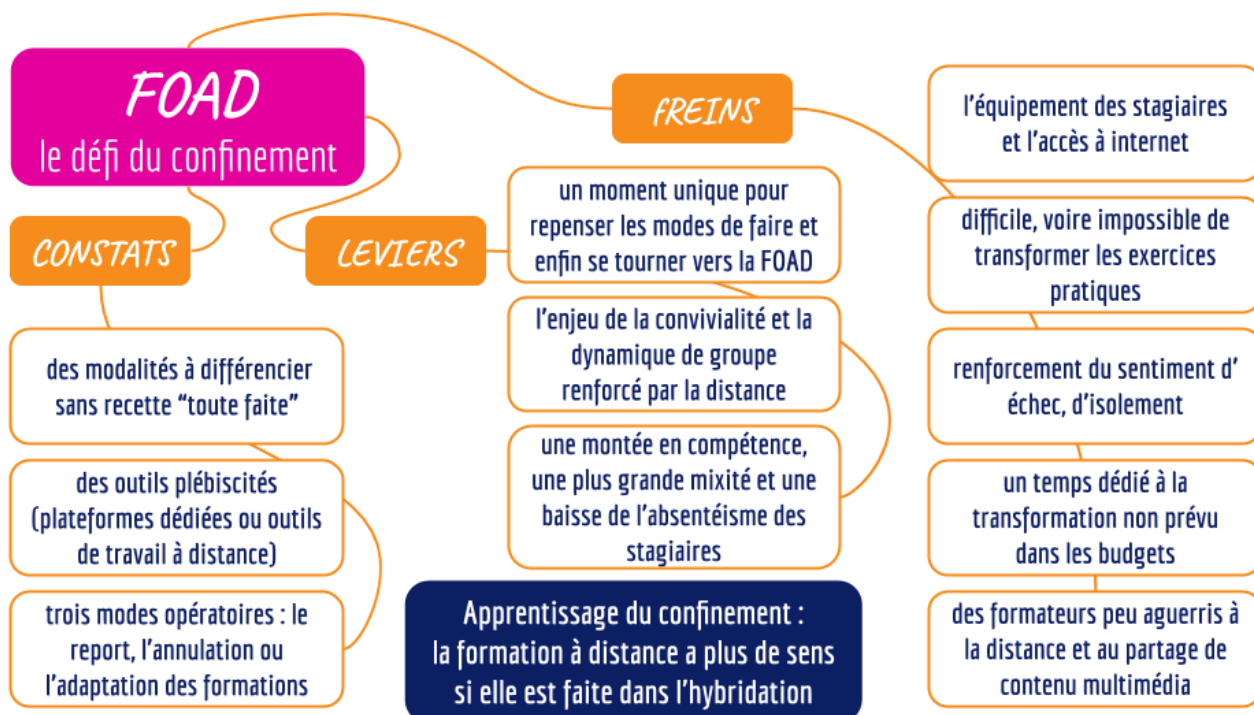 FOAD
le défi du confinement
CONSTATS
des modalités à différencier
sans recette “toute faite”
des outils plébiscités
(plateformes dédiées ou outils
de travail à distance)
trois modes opératoires : le
report, l’annulation ou
l’adaptation des formations
LEVIERS
un moment unique pour
repenser les modes de faire et
enfin se tourner vers la FOAD
l’enjeu de la convivialité et la
dynamique de groupe
renforcé par la distance
une montée en compétence,
une plus grande mixité et une
baisse de l’absentéisme des
stagiaires
FREINS
l’équipement des stagiaires
et l’accès à internet
difficile, voire impossible de
transformer les exercices
pratiques
renforcement du sentiment d’
échec, d’isolement
un temps dédié à la
transformation non prévu
dans les budgets
des formateurs peu aguerris à
la distance et au partage de
contenu multimédia
Apprentissage du confinement :
la formation à distance a plus de sens
si elle est faite dans l’hybridation